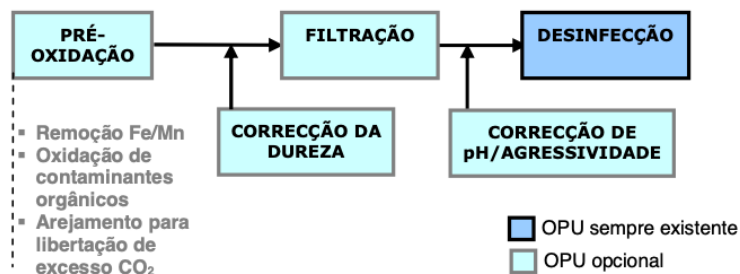 PRÉ-
OXIDAÇÃO
FILTRAÇÃO
DESINFECÇÃO
CORRECÇÃO DA
DUREZA
CORRECÇÃO DE
pH/AGRESSIVIDADE
▪ Remoção Fe/Mn
▪ Oxidação de
contaminantes
orgânicos
▪ Arejamento para
libertação de
excesso CO₂
OPU sempre existente
OPU opcional